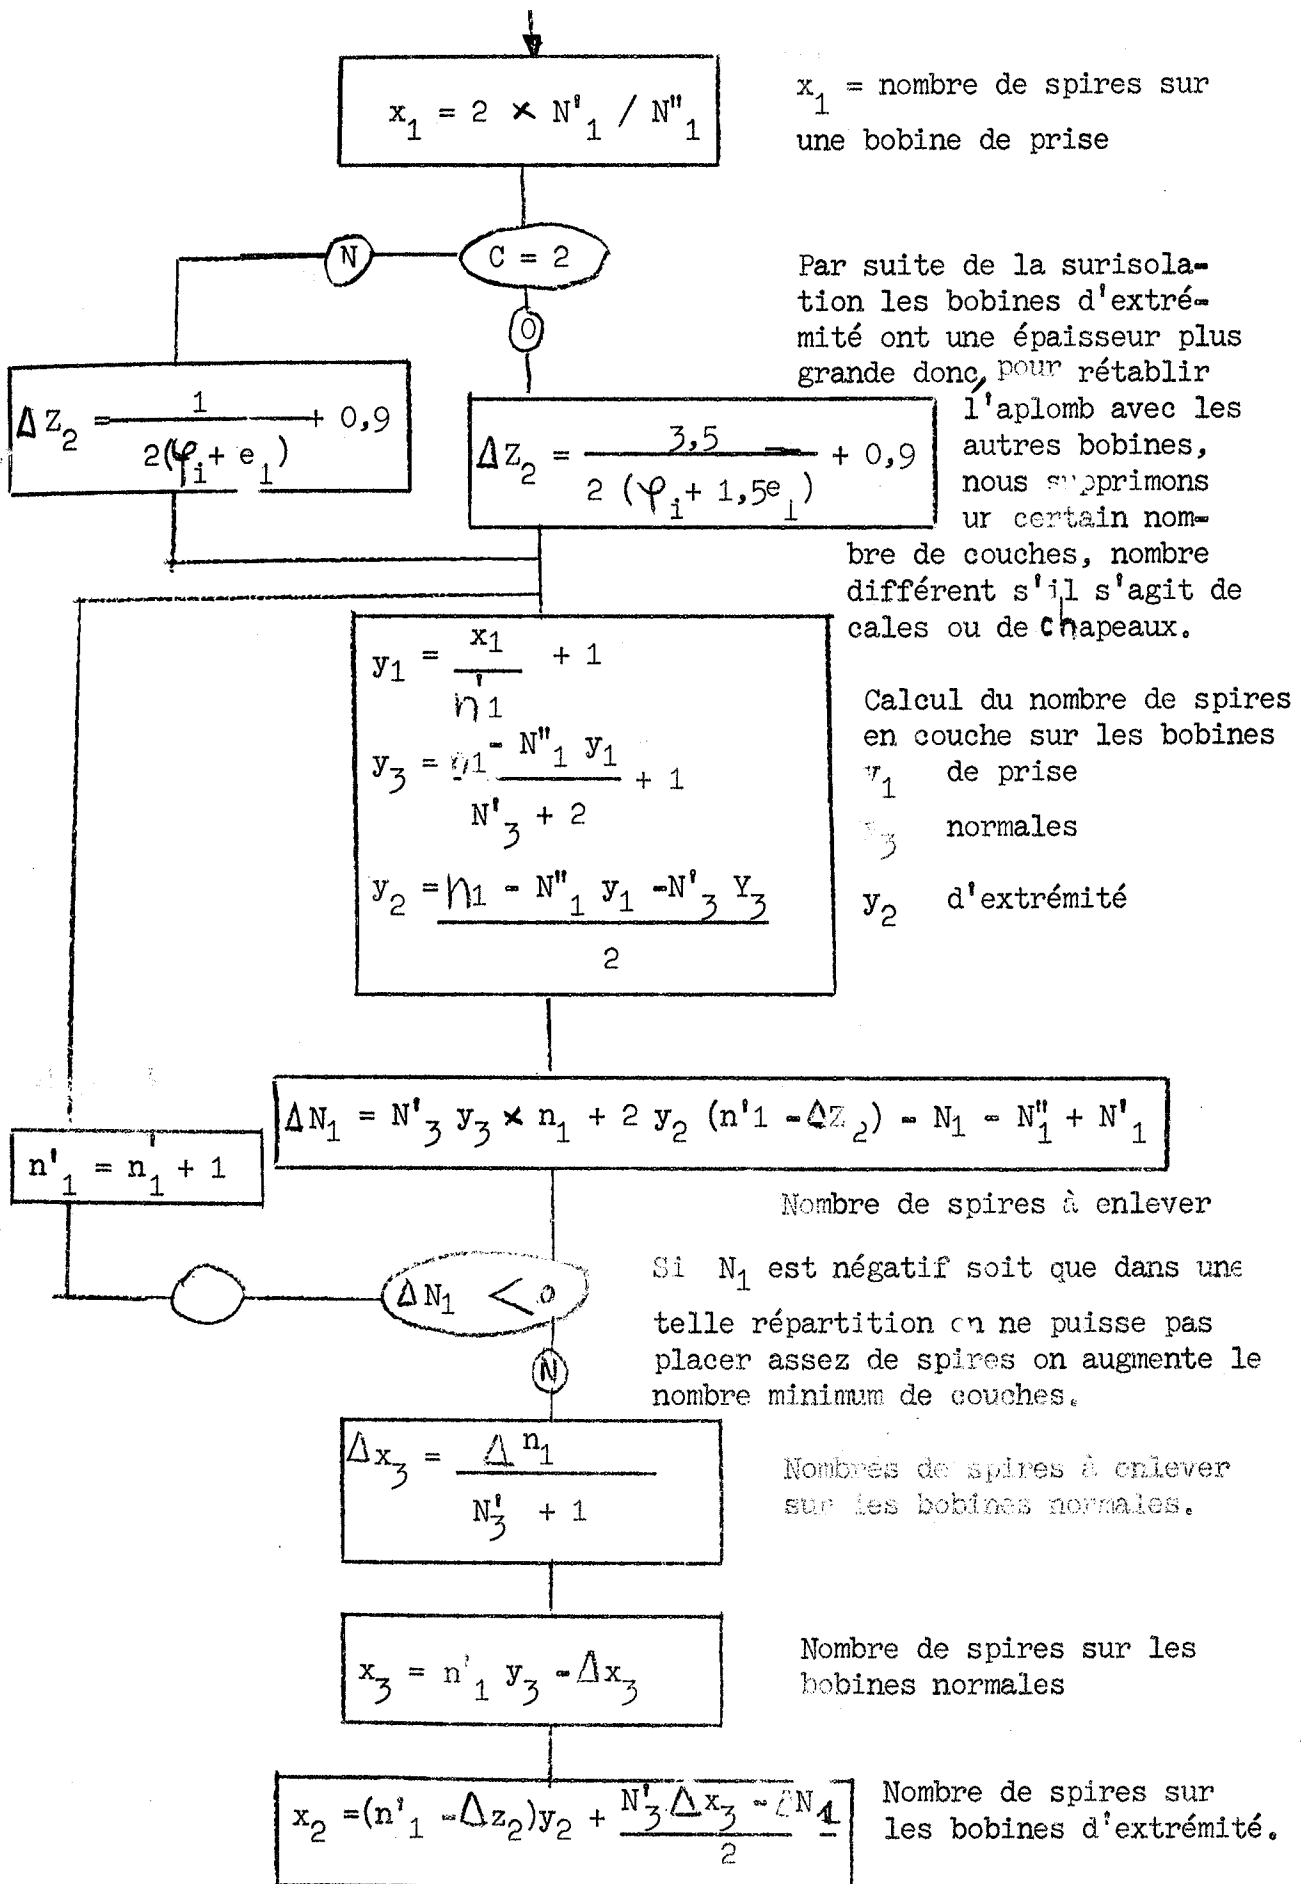 x₁ = 2 × N'₁ / N"₁
x₁ = nombre de spires sur
une bobine de prise
N
C = 2
O
Par suite de la surisola-
tion les bobines d'extré-
mité ont une épaisseur plus
grande donc, pour rétablir
l'aplomb avec les
autres bobines,
nous supprimons
ur certain nom-
bre de couches, nombre
différent s'il s'agit de
cales ou de chapeaux.
ΔZ₂ = 1 / 2(φᵢ + e₁) + 0,9
ΔZ₂ = 3,5 / 2 (φᵢ + 1,5e₁) + 0,9
y₁ = x₁ / n'1 + 1
y₃ = n1 - N"₁ y₁ / N'₃ + 2 + 1
y₂ = n1 - N"₁ y₁ - N'₃ Y₃ / 2
Calcul du nombre de spires
en couche sur les bobines
y₁ de prise
₃ normales
y₂ d'extrémité
ΔN₁ = N'₃ y₃ × n₁ + 2 y₂ (n'1 - ΔZ₂) - N₁ - N"₁ + N'₁
n'₁ = n'₁ + 1
Nombre de spires à enlever
ΔN₁ < 0
Si N₁ est négatif soit que dans une
telle répartition on ne puisse pas
placer assez de spires on augmente le
nombre minimum de couches.
N
Δx₃ = Δn₁ / N'₃ + 1
Nombres de spires à enlever
sur les bobines normales.
x₃ = n'₁ y₃ - Δx₃
Nombre de spires sur les
bobines normales
x₂ = (n'₁ - Δz₂)y₂ + N'₃ Δx₃ - ΔN₁ / 2
Nombre de spires sur
les bobines d'extrémité.